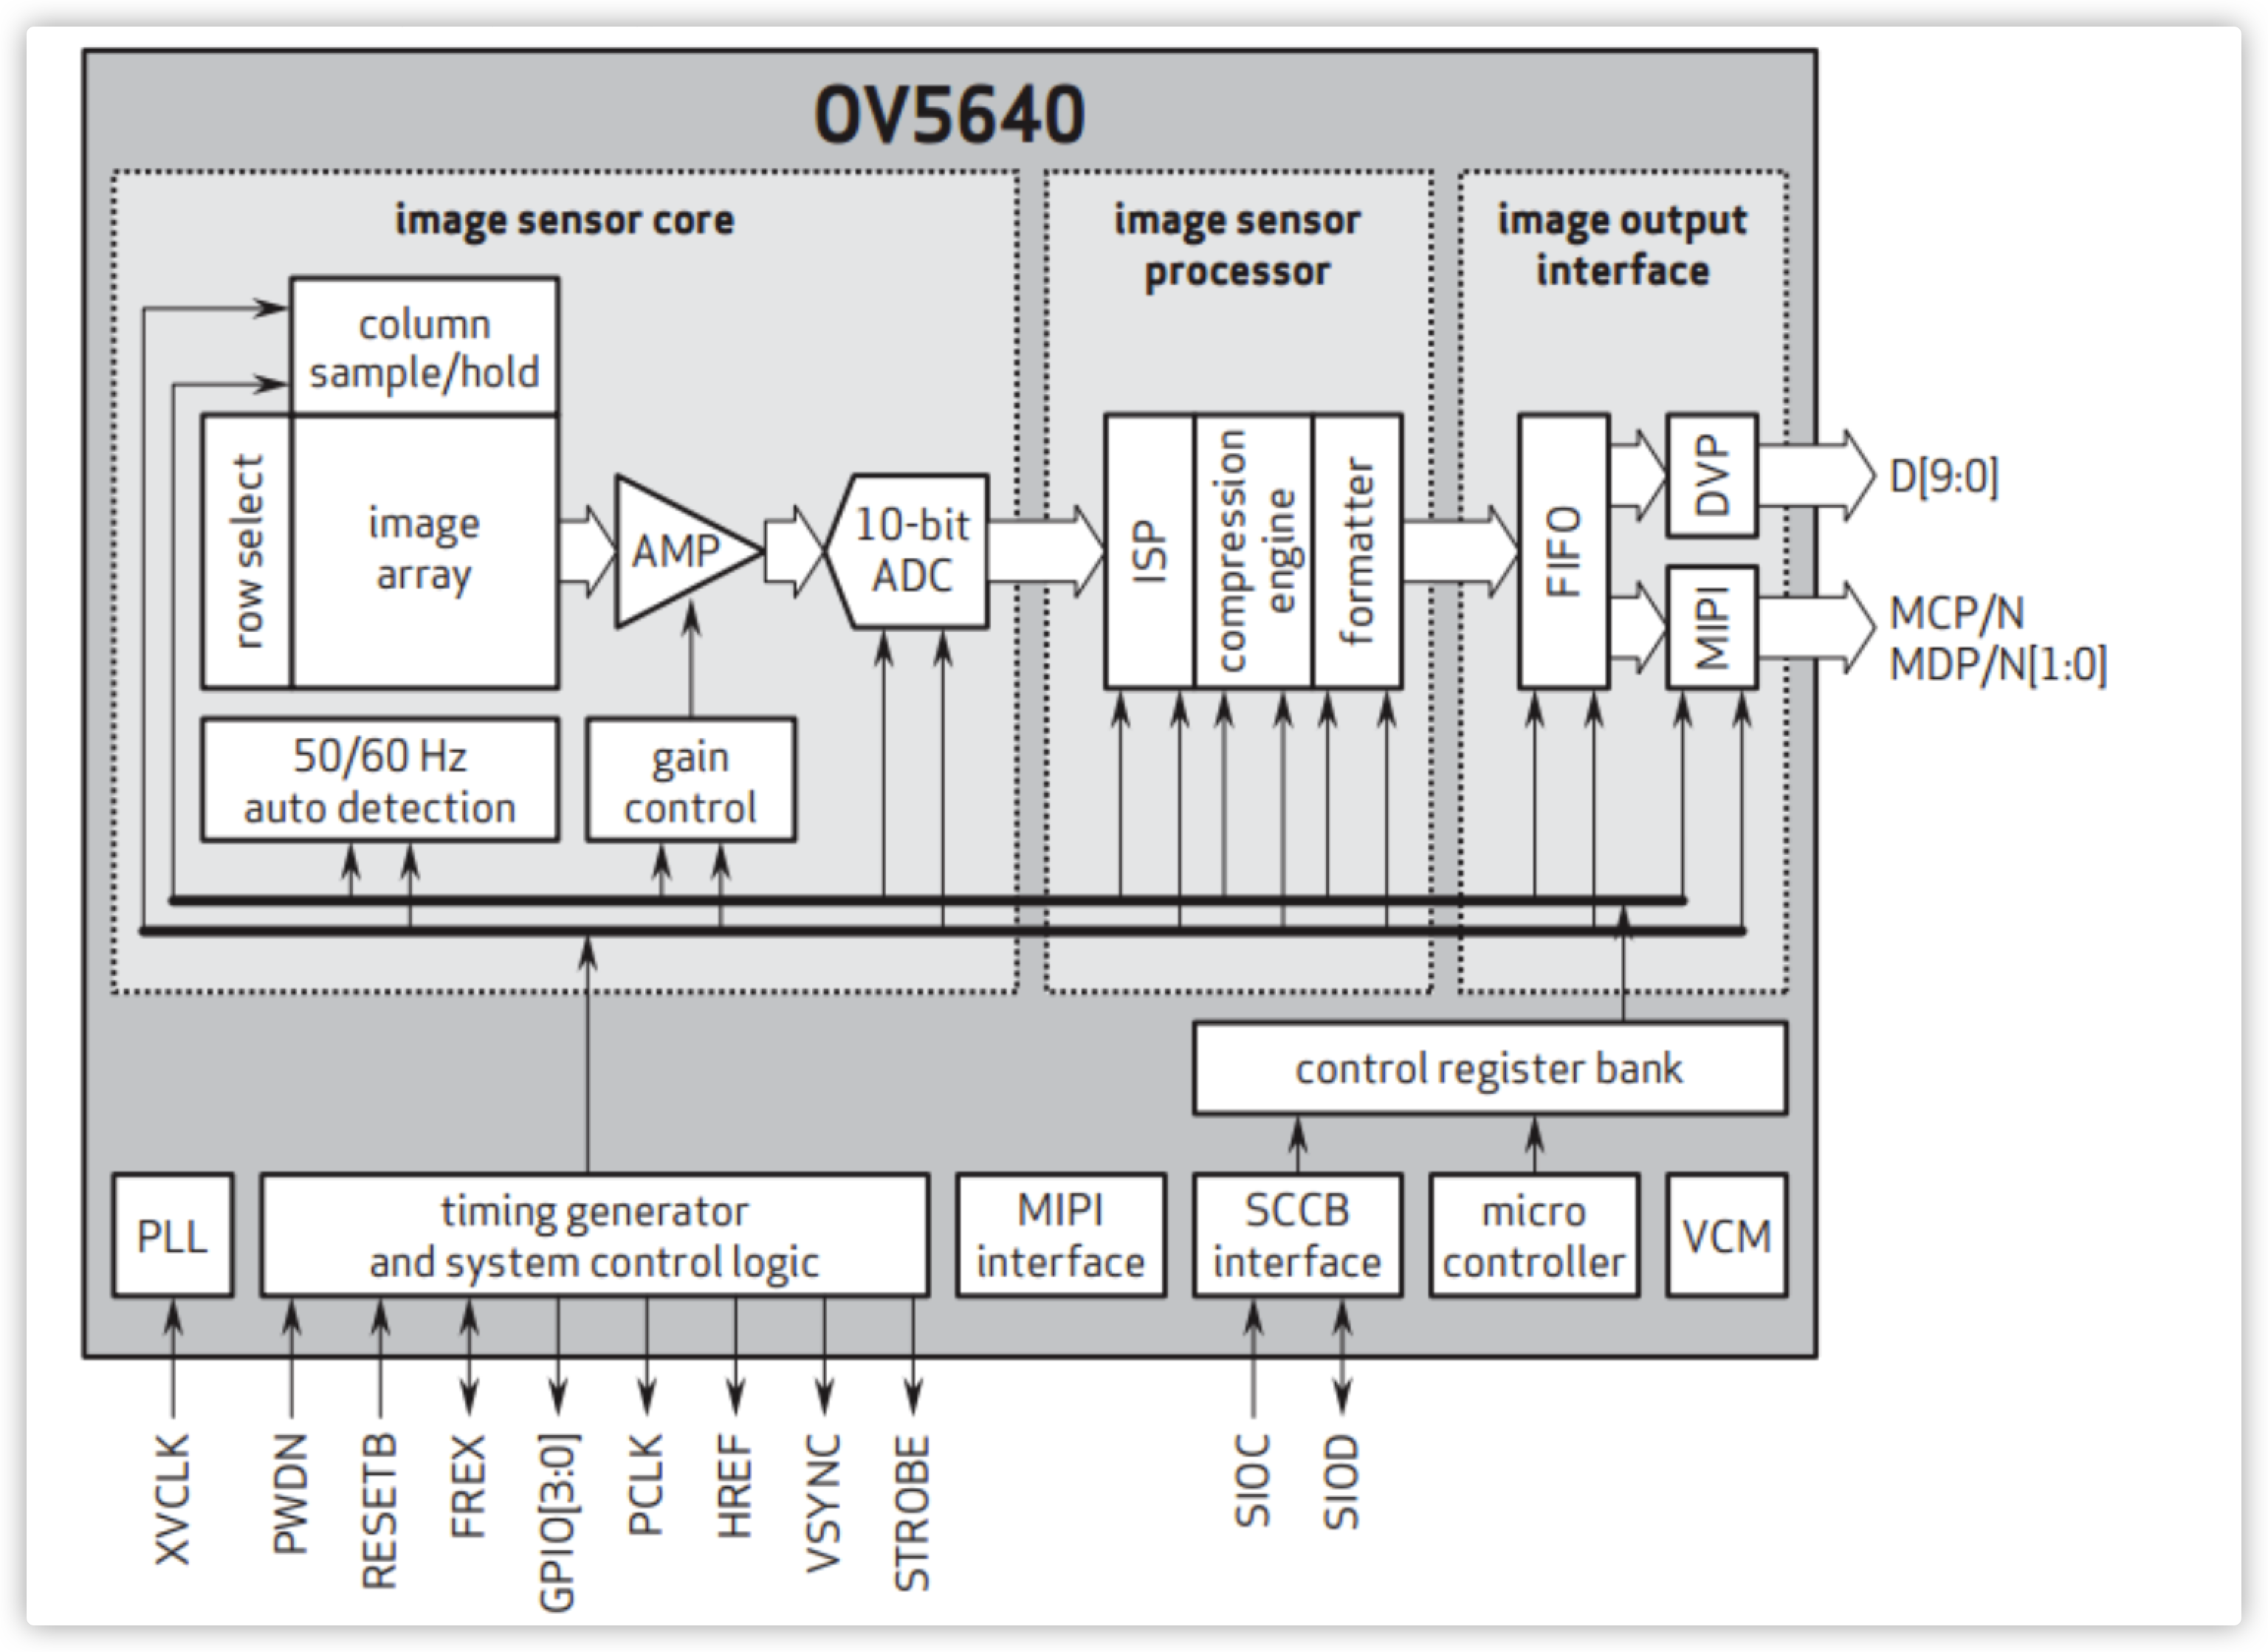 OV5640
image sensor core
image sensor
processor
image output
interface
column
sample/hold
row select
image
array
AMP
10-bit
ADC
ISP
compression
engine
formatter
FIFO
DVP
MIPI
D[9:0]
MCP/N
MDP/N[1:0]
50/60 Hz
auto detection
gain
control
control register bank
PLL
timing generator
and system control logic
MIPI
interface
SCCB
interface
micro
controller
VCM
XVCLK
PWDN
RESETB
FREX
GPIO[3:0]
PCLK
HREF
VSYNC
STROBE
SIOC
SIOD